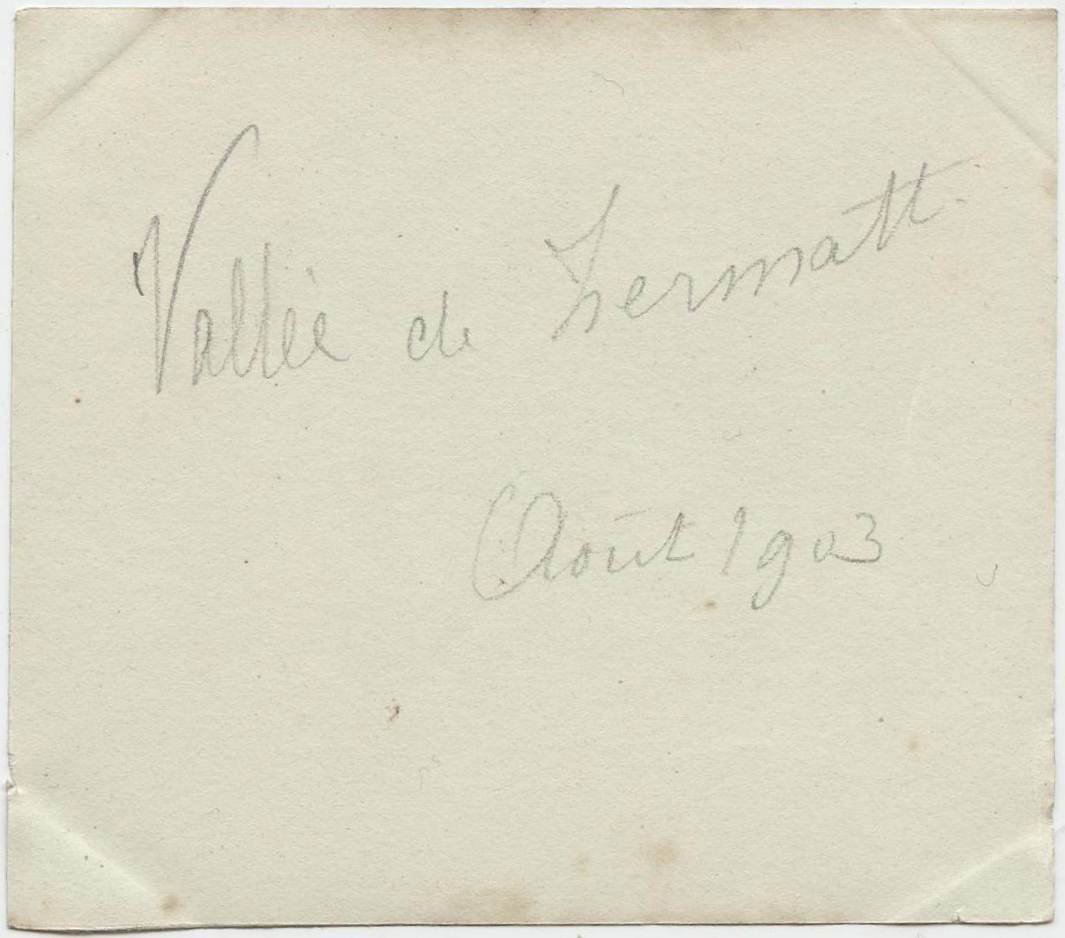 Vallée de Zermatt.
Août 1903